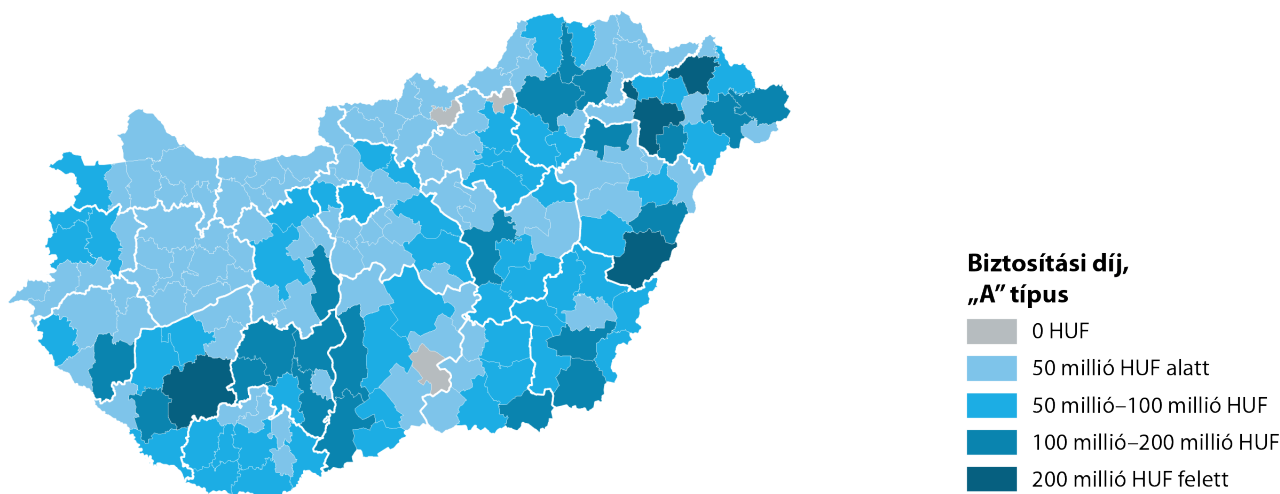 Biztosítási díj,
„A” típus
0 HUF
50 millió HUF alatt
50 millió–100 millió HUF
100 millió–200 millió HUF
200 millió HUF felett